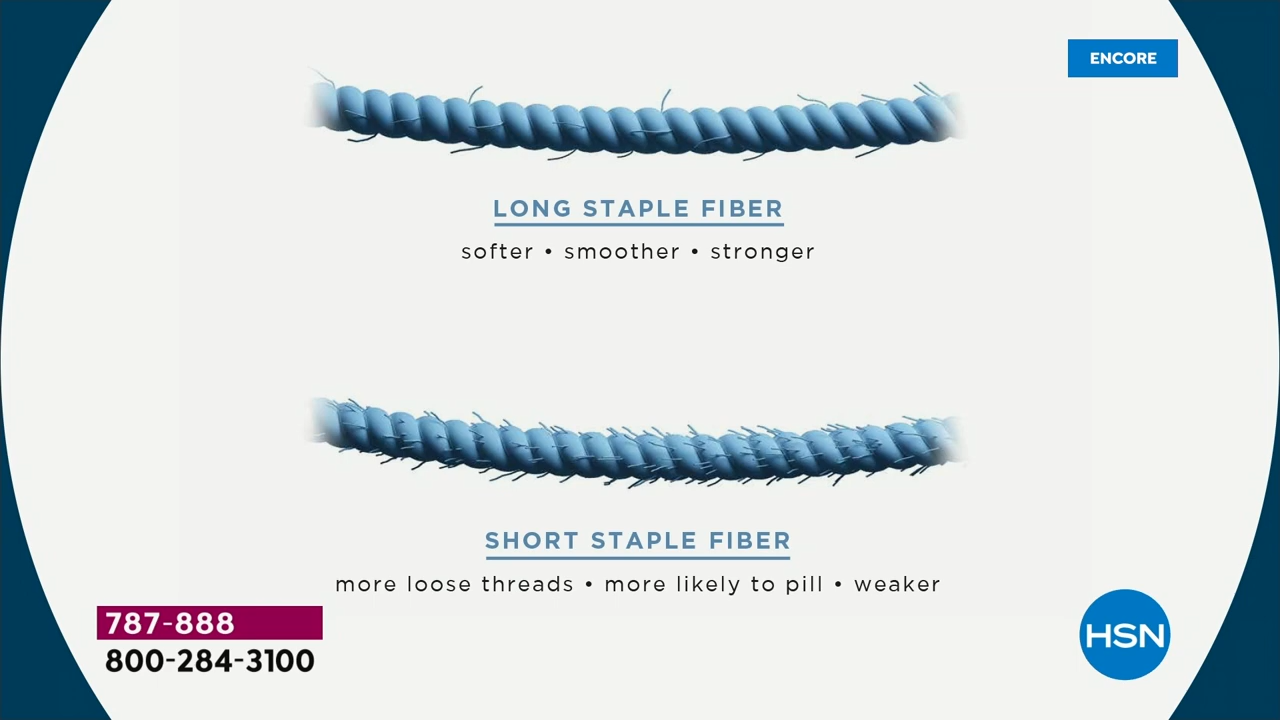 ENCORE
LONG STAPLE FIBER
softer • smoother • stronger
SHORT STAPLE FIBER
more loose threads • more likely to pill • weaker
787-888
800-284-3100
HSN